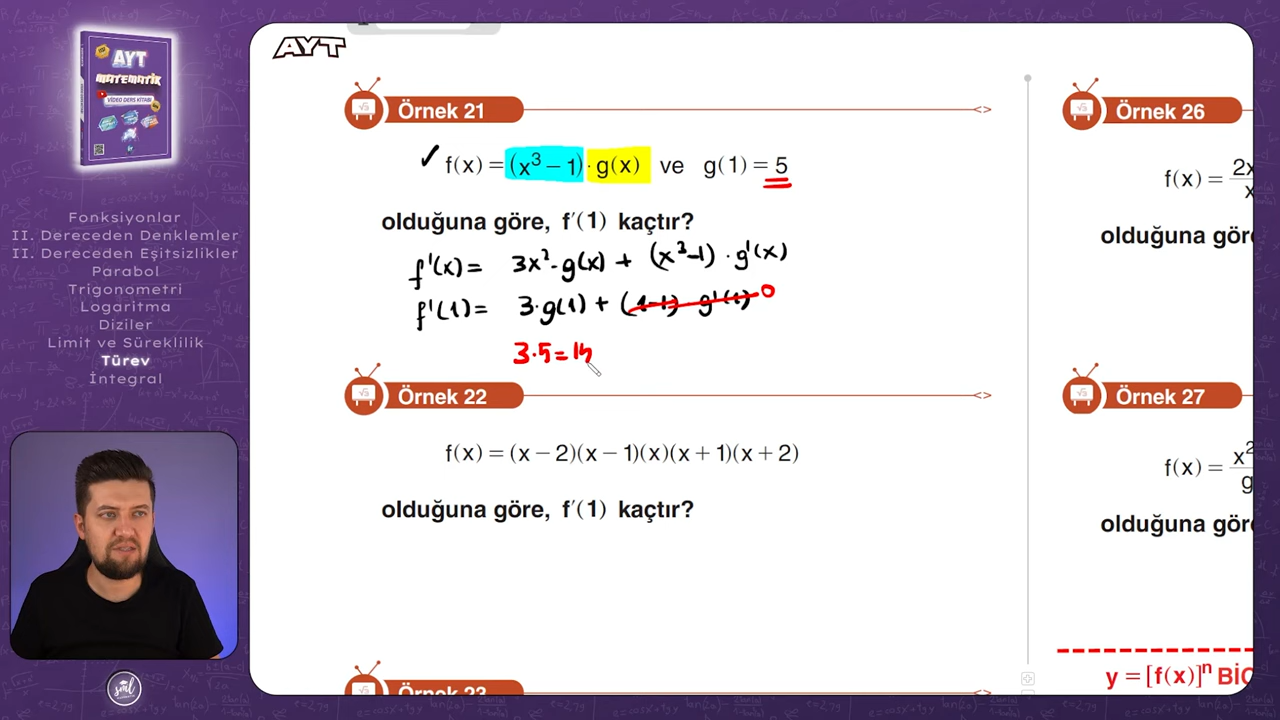 AYT
MATEMATİK
VİDEO DERS KİTABI
Fonksiyonlar
II. Dereceden Denklemler
II. Dereceden Eşitsizlikler
Parabol
Trigonometri
Logaritma
Diziler
Limit ve Süreklilik
Türev
İntegral
sml
AYT
Örnek 21
✓ f(x) = (x³ − 1) · g(x) ve g(1) = 5
olduğuna göre, f′(1) kaçtır?
f'(x) = 3x² · g(x) + (x³-1) · g'(x)
f'(1) = 3·g(1) + (1-1) · g'(1) 0
3·5=15
Örnek 22
f(x) = (x − 2)(x − 1)(x)(x + 1)(x + 2)
olduğuna göre, f′(1) kaçtır?
Örnek 23
Örnek 26
f(x) = 2x
x
olduğuna göre
Örnek 27
f(x) = x²
g
olduğuna göre
y = [f(x)]ⁿ BİÇ